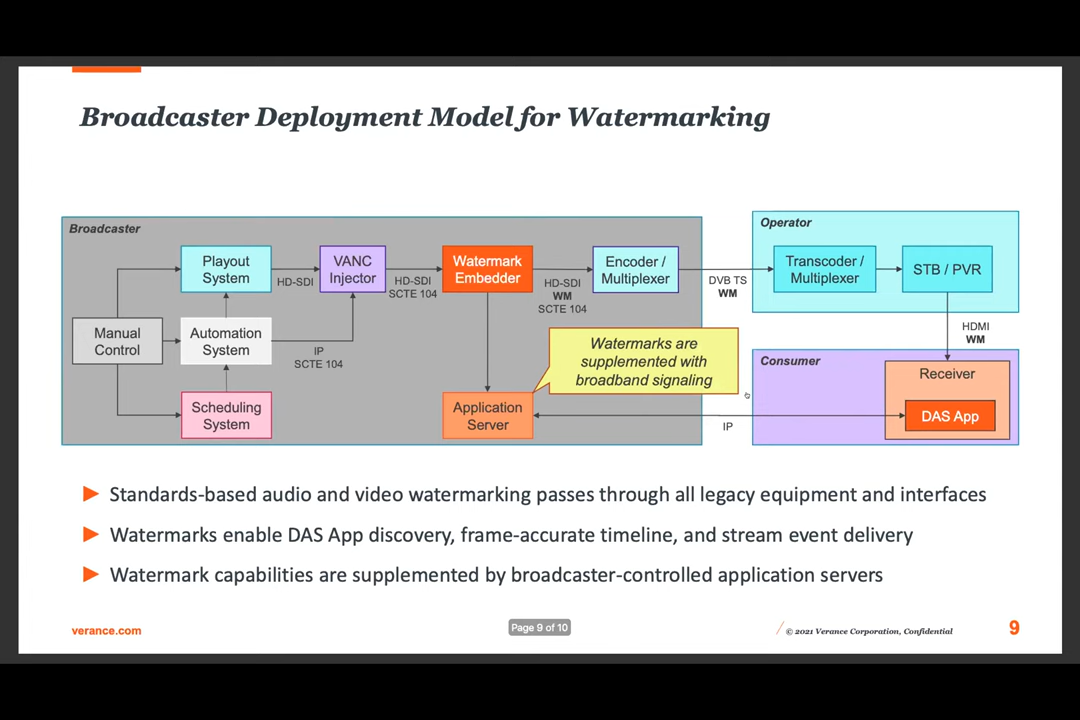 Broadcaster Deployment Model for Watermarking
Broadcaster
Operator
Playout
System
HD-SDI
VANC
Injector
HD-SDI
SCTE 104
Watermark
Embedder
HD-SDI
WM
SCTE 104
Encoder /
Multiplexer
DVB TS
WM
Transcoder /
Multiplexer
STB / PVR
Manual
Control
Automation
System
IP
SCTE 104
HDMI
WM
Watermarks are
supplemented with
broadband signaling
Consumer
Receiver
DAS App
Scheduling
System
Application
Server
IP
► Standards-based audio and video watermarking passes through all legacy equipment and interfaces
► Watermarks enable DAS App discovery, frame-accurate timeline, and stream event delivery
► Watermark capabilities are supplemented by broadcaster-controlled application servers
verance.com
Page 9 of 10
© 2021 Verance Corporation, Confidential
9